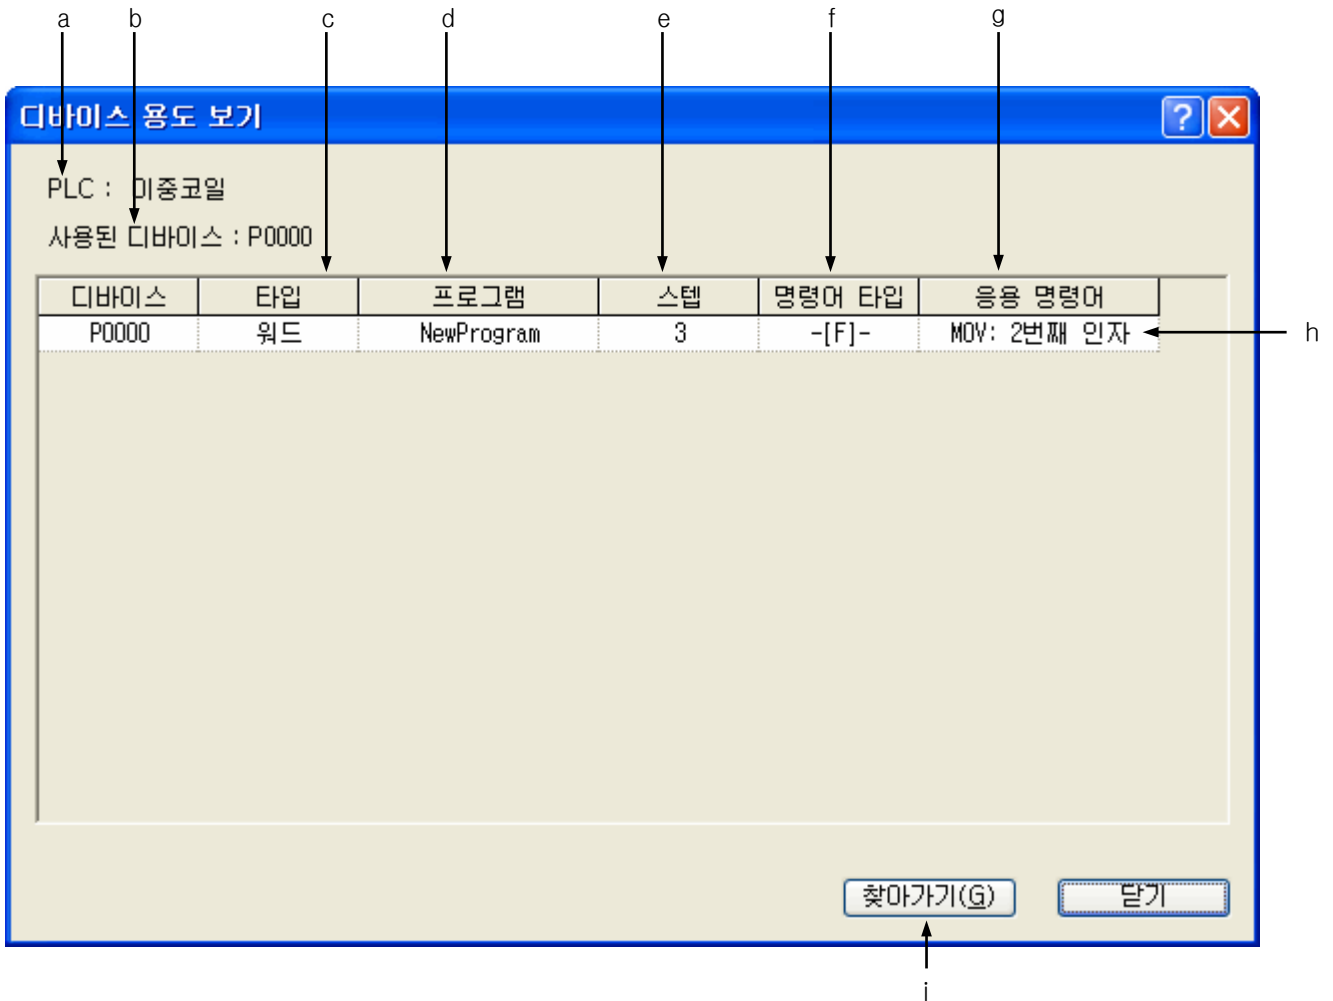 a b c d e f g
디바이스 용도 보기
PLC : 이중코일
사용된 디바이스 : P0000
디바이스 타입 프로그램 스텝 명령어 타입 응용 명령어
P0000 워드 NewProgram 3 -[F]- MOV: 2번째 인자 h
찾아가기(G) 닫기
i